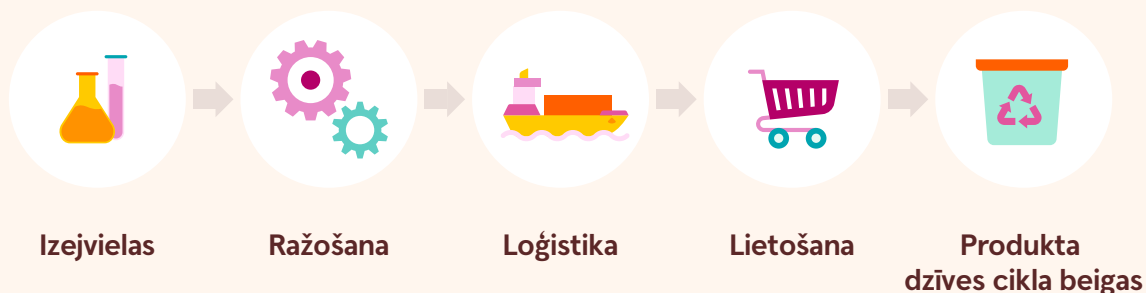 Izejvielas
Ražošana
Loģistika
Lietošana
Produkta
dzīves cikla beigas